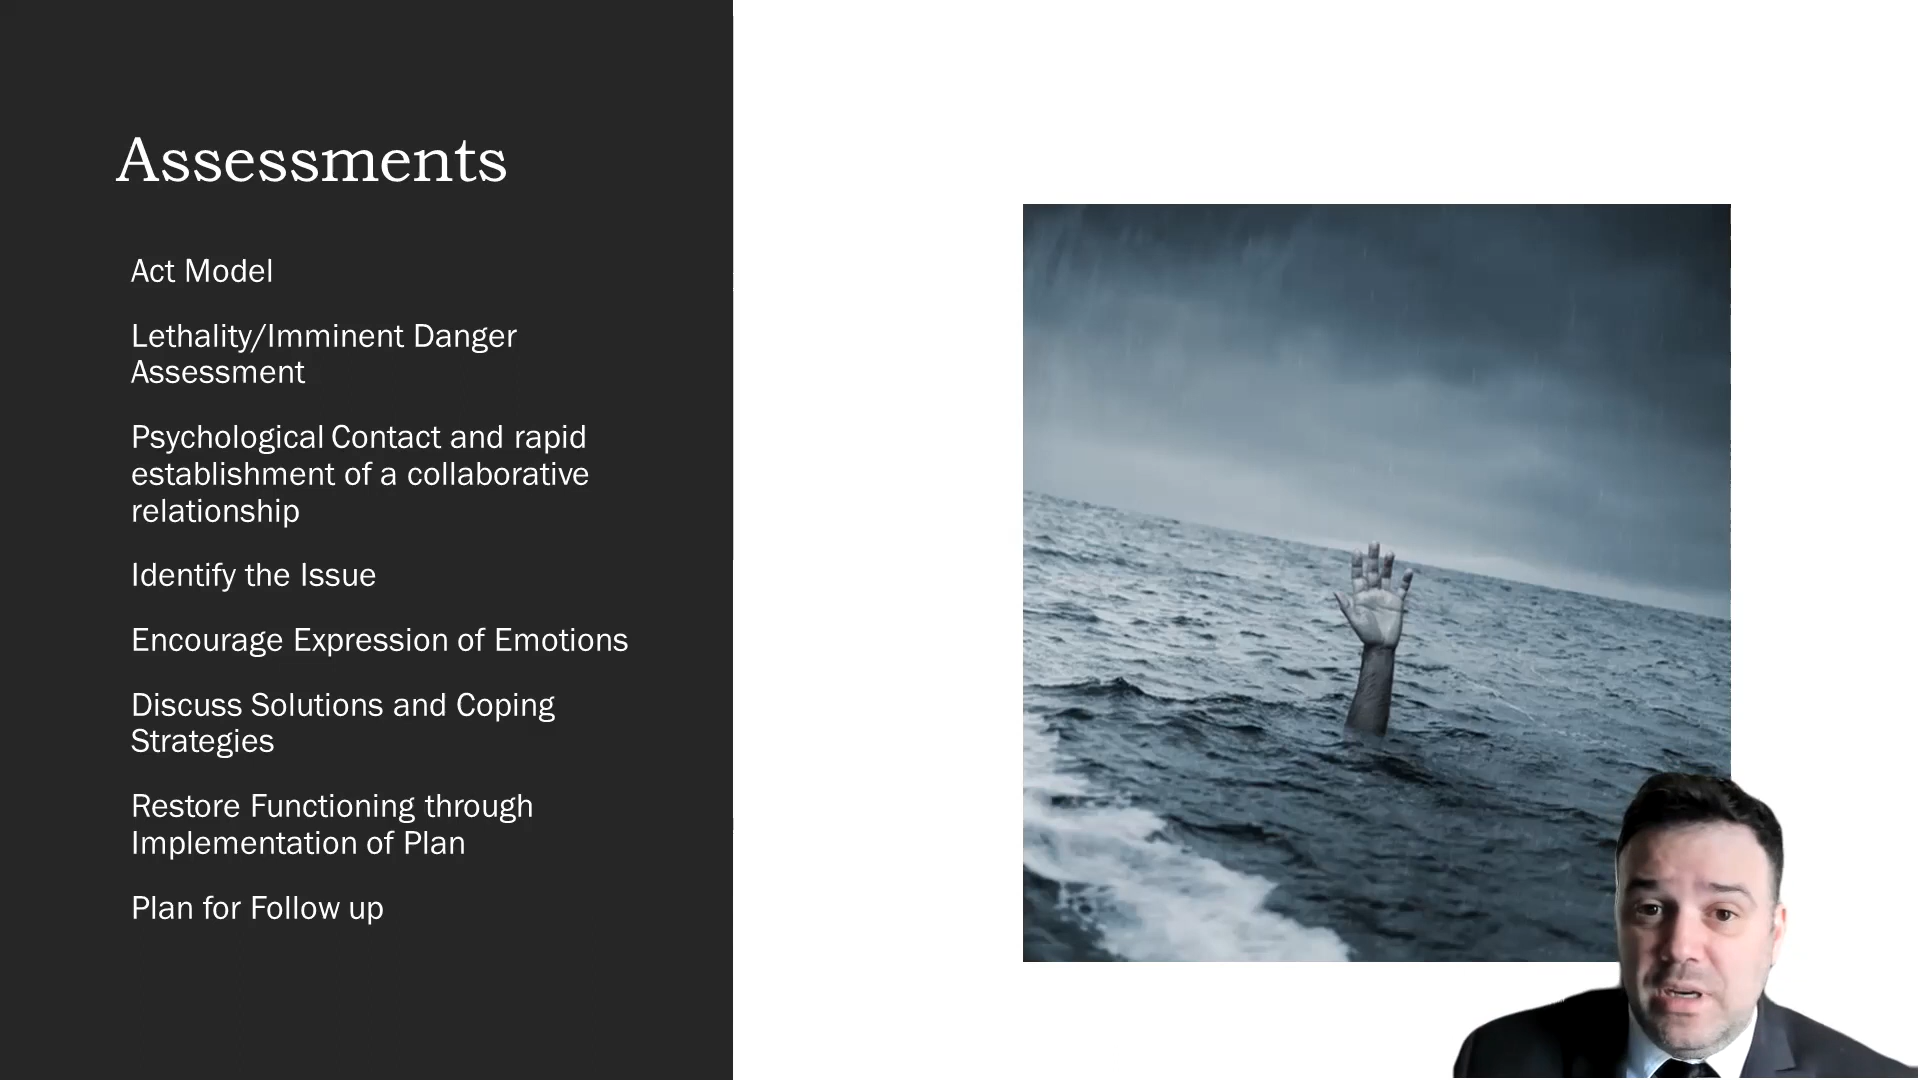 Assessments
Act Model
Lethality/Imminent Danger
Assessment
Psychological Contact and rapid
establishment of a collaborative
relationship
Identify the Issue
Encourage Expression of Emotions
Discuss Solutions and Coping
Strategies
Restore Functioning through
Implementation of Plan
Plan for Follow up